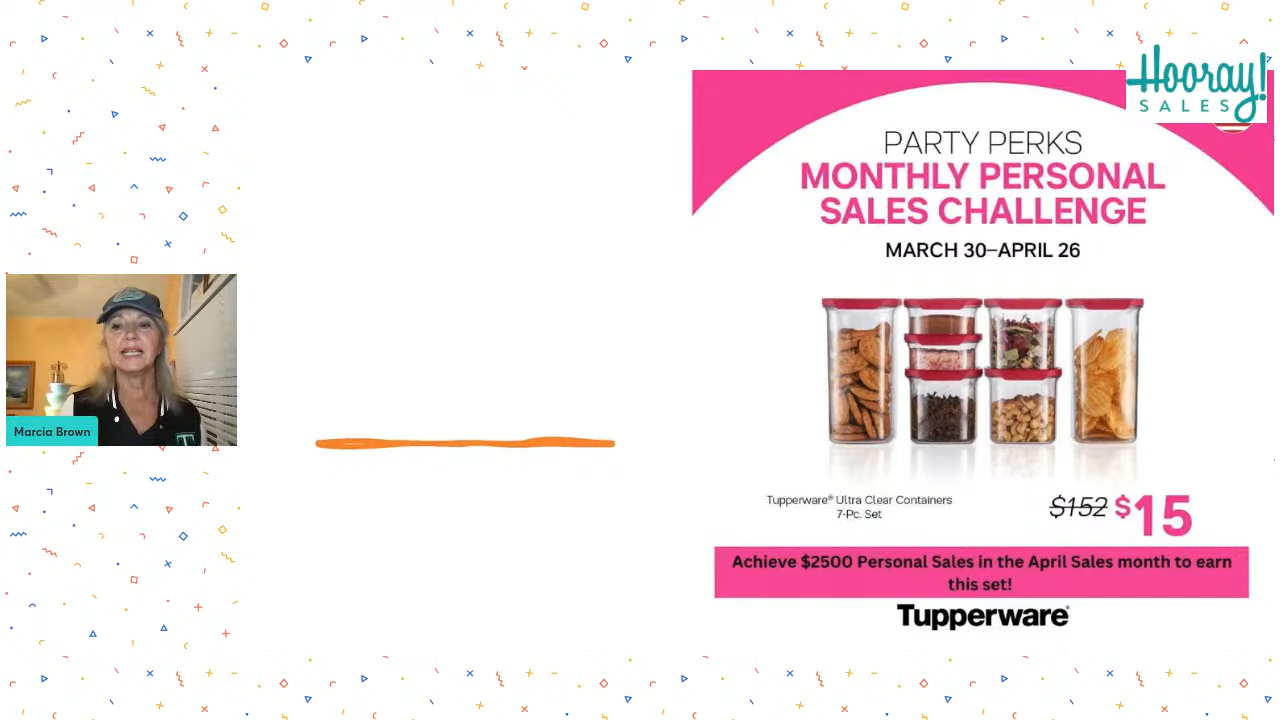 Hooray!
SALES
PARTY PERKS
MONTHLY PERSONAL
SALES CHALLENGE
MARCH 30–APRIL 26
Marcia Brown
Tupperware® Ultra Clear Containers
7-Pc. Set
$152 $15
Achieve $2500 Personal Sales in the April Sales month to earn
this set!
Tupperware®